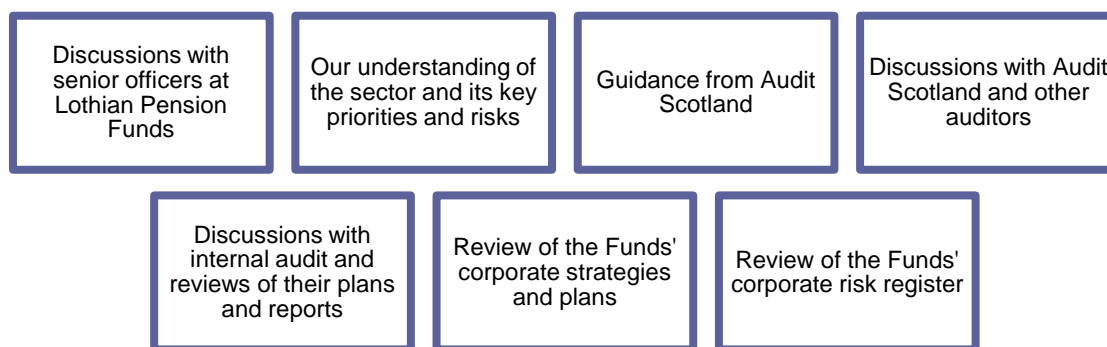 Discussions with
senior officers at
Lothian Pension
Funds
Our understanding of
the sector and its key
priorities and risks
Guidance from Audit
Scotland
Discussions with Audit
Scotland and other
auditors
Discussions with
internal audit and
reviews of their plans
and reports
Review of the Funds'
corporate strategies
and plans
Review of the Funds'
corporate risk register